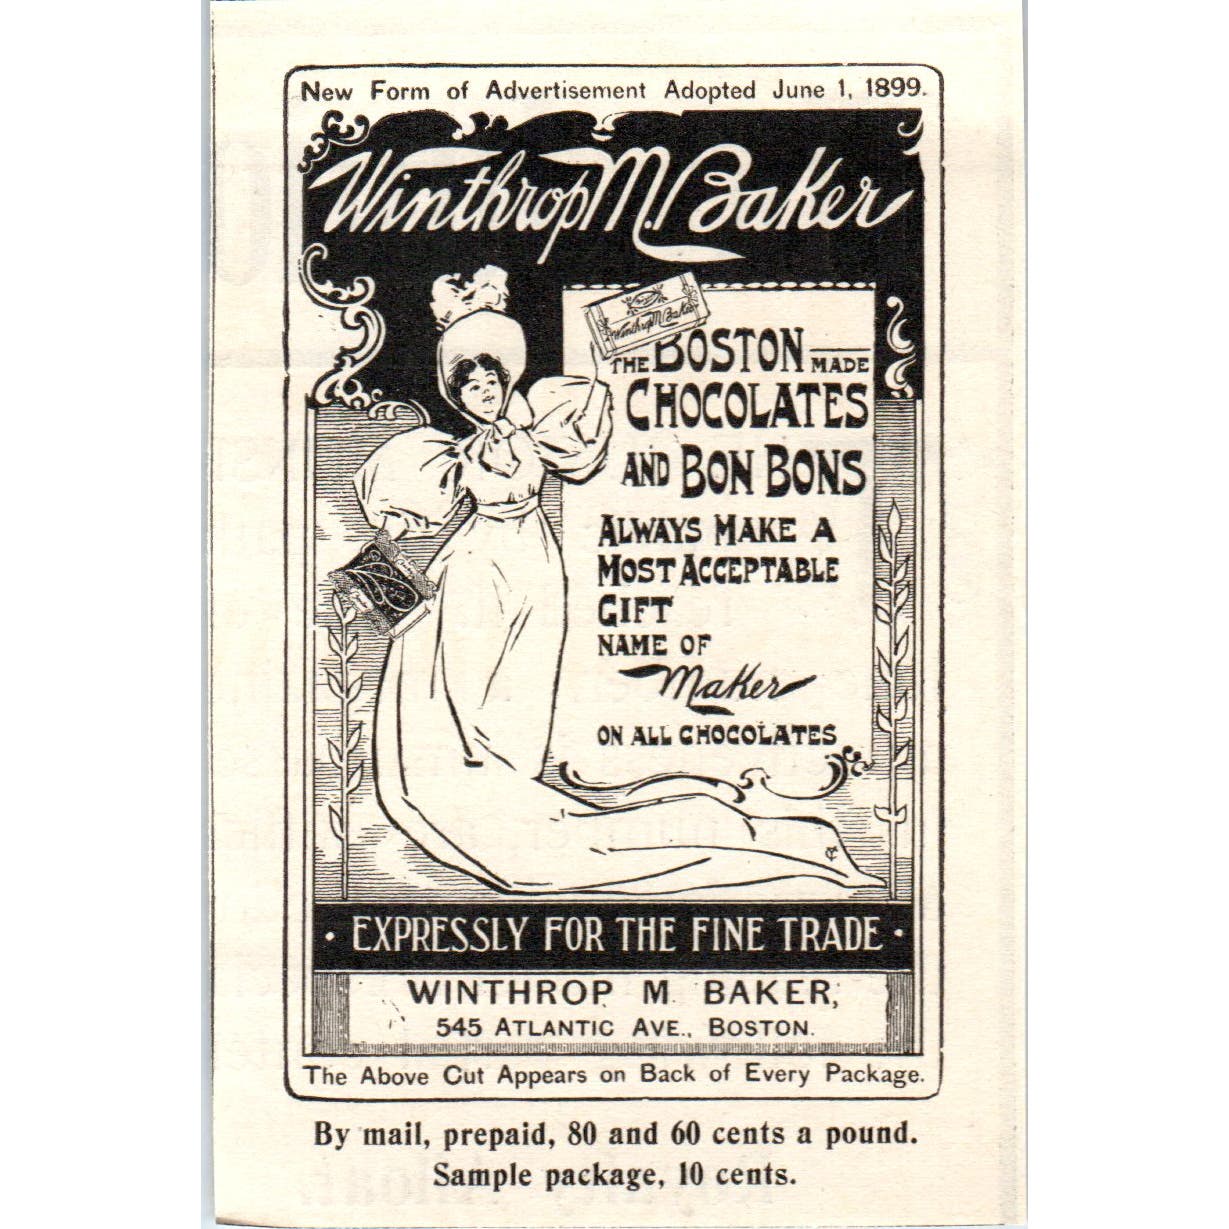 New Form of Advertisement Adopted June 1, 1899.
Winthrop M. Baker
Winthrop M Baker
THE BOSTON MADE
CHOCOLATES
AND BON BONS
ALWAYS MAKE A
MOST ACCEPTABLE
GIFT
NAME OF
Maker
ON ALL CHOCOLATES
· EXPRESSLY FOR THE FINE TRADE ·
WINTHROP M. BAKER,
545 ATLANTIC AVE., BOSTON.
The Above Cut Appears on Back of Every Package.
By mail, prepaid, 80 and 60 cents a pound.
Sample package, 10 cents.